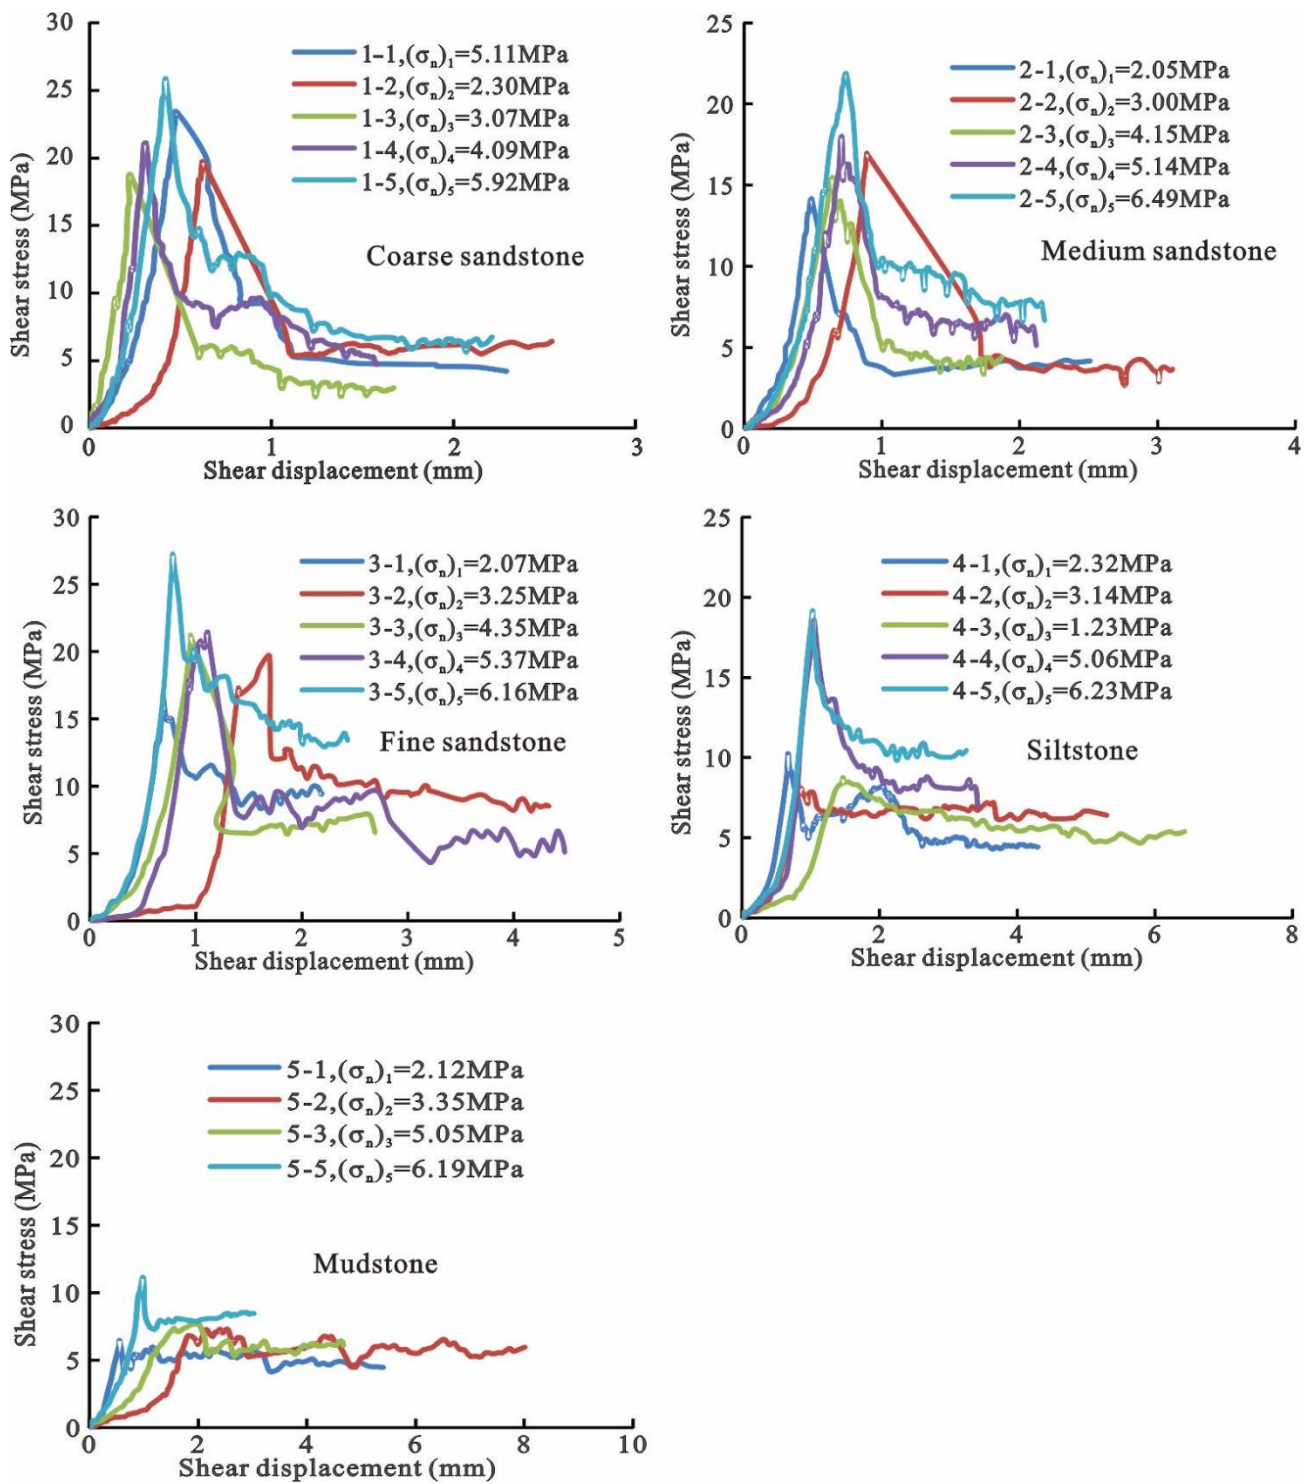 30
25
20
15
10
5
0
Shear stress (MPa)
1-1,(σn)1=5.11MPa
1-2,(σn)2=2.30MPa
1-3,(σn)3=3.07MPa
1-4,(σn)4=4.09MPa
1-5,(σn)5=5.92MPa
Coarse sandstone
0 1 2 3
Shear displacement (mm)
25
20
15
10
5
0
Shear stress (MPa)
2-1,(σn)1=2.05MPa
2-2,(σn)2=3.00MPa
2-3,(σn)3=4.15MPa
2-4,(σn)4=5.14MPa
2-5,(σn)5=6.49MPa
Medium sandstone
0 1 2 3 4
Shear displacement (mm)
30
25
20
15
10
5
0
Shear stress (MPa)
3-1,(σn)1=2.07MPa
3-2,(σn)2=3.25MPa
3-3,(σn)3=4.35MPa
3-4,(σn)4=5.37MPa
3-5,(σn)5=6.16MPa
Fine sandstone
0 1 2 3 4 5
Shear displacement (mm)
25
20
15
10
5
0
Shear stress (MPa)
4-1,(σn)1=2.32MPa
4-2,(σn)2=3.14MPa
4-3,(σn)3=1.23MPa
4-4,(σn)4=5.06MPa
4-5,(σn)5=6.23MPa
Siltstone
0 2 4 6 8
Shear displacement (mm)
30
25
20
15
10
5
0
Shear stress (MPa)
5-1,(σn)1=2.12MPa
5-2,(σn)2=3.35MPa
5-3,(σn)3=5.05MPa
5-5,(σn)5=6.19MPa
Mudstone
0 2 4 6 8 10
Shear displacement (mm)